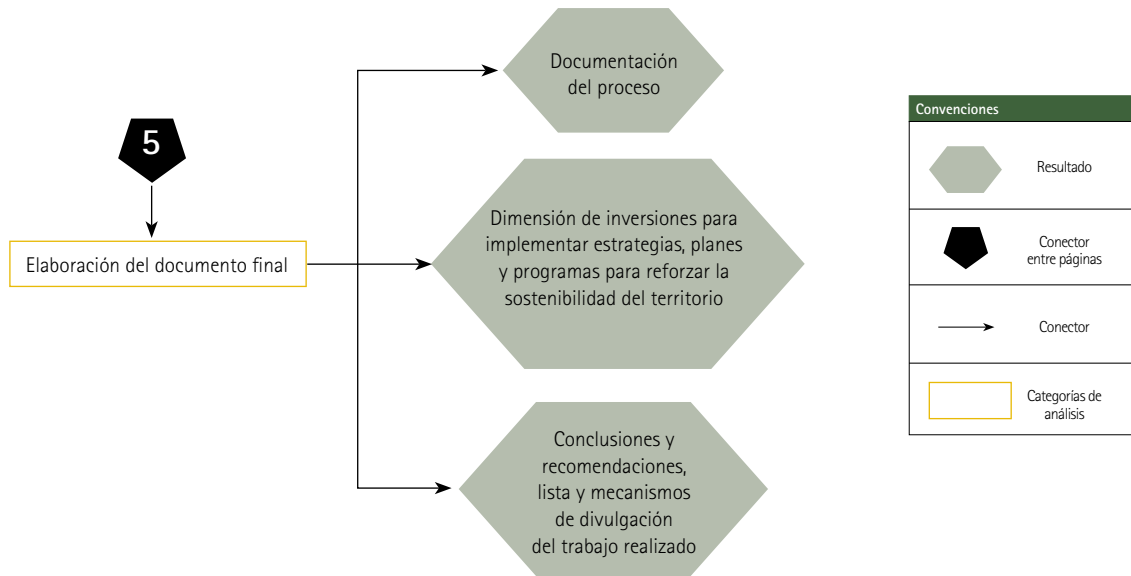 5
Elaboración del documento final
Documentación
del proceso
Dimensión de inversiones para
implementar estrategias, planes
y programas para reforzar la
sostenibilidad del territorio
Conclusiones y
recomendaciones,
lista y mecanismos
de divulgación
del trabajo realizado
Convenciones
Resultado
Conector
entre páginas
Conector
Categorías de
análisis